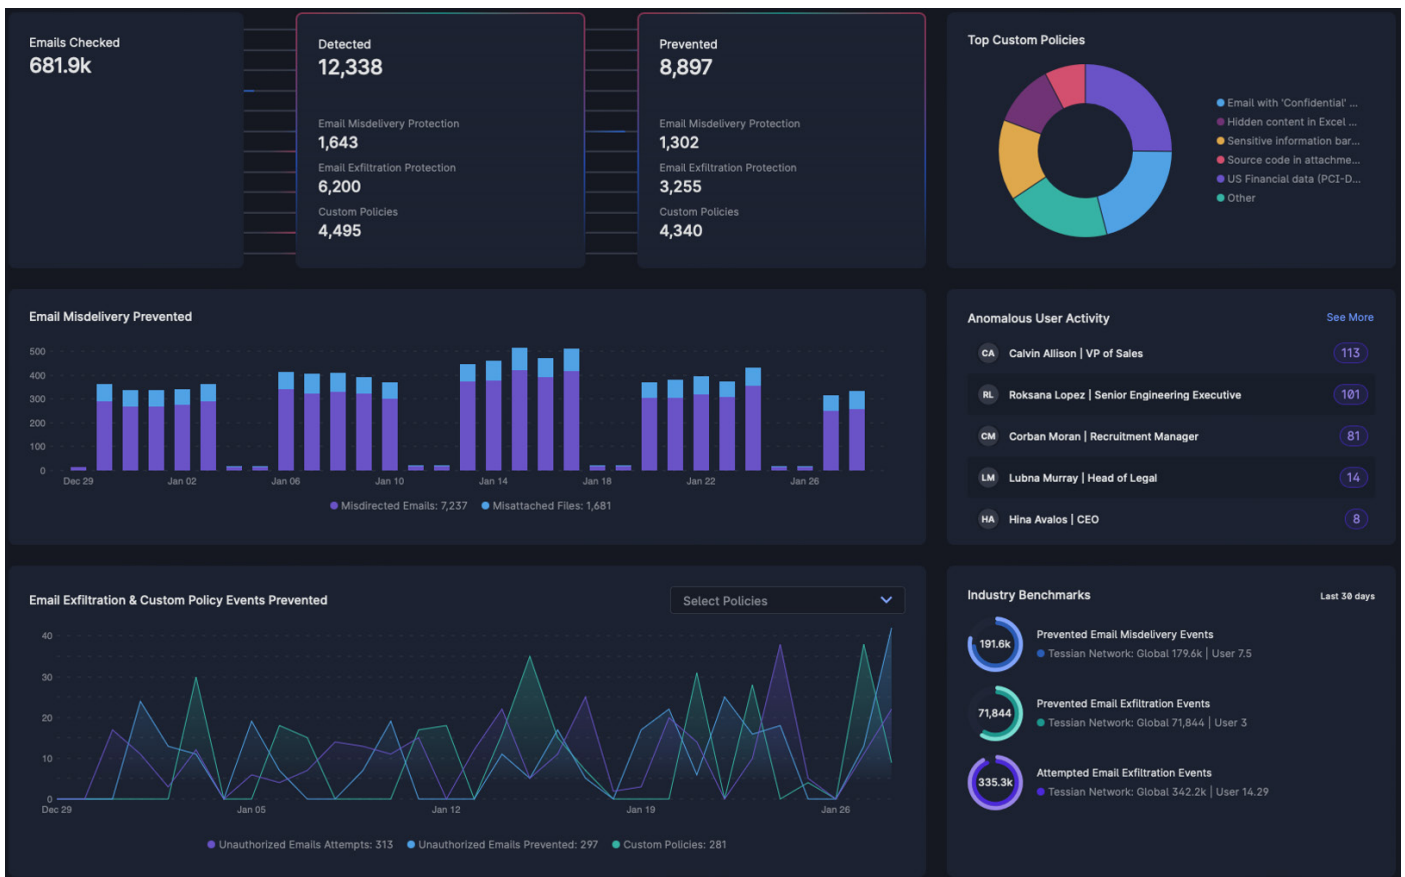 Emails Checked
681.9k
Detected
12,338
Email Misdelivery Protection
1,643
Email Exfiltration Protection
6,200
Custom Policies
4,495
Prevented
8,897
Email Misdelivery Protection
1,302
Email Exfiltration Protection
3,255
Custom Policies
4,340
Top Custom Policies
Email with 'Confidential' ...
Hidden content in Excel ...
Sensitive information bar...
Source code in attachme...
US Financial data (PCI-D...
Other
Email Misdelivery Prevented
500
400
300
200
100
0
Dec 29 Jan 02 Jan 06 Jan 10 Jan 14 Jan 18 Jan 22 Jan 26
Misdirected Emails: 7,237 Misattached Files: 1,681
Anomalous User Activity See More
CA Calvin Allison | VP of Sales 113
RL Roksana Lopez | Senior Engineering Executive 101
CM Corban Moran | Recruitment Manager 81
LM Lubna Murray | Head of Legal 14
HA Hina Avalos | CEO 8
Email Exfiltration & Custom Policy Events Prevented Select Policies
40
30
20
10
0
Dec 29 Jan 05 Jan 12 Jan 19 Jan 26
Unauthorized Emails Attempts: 313 Unauthorized Emails Prevented: 297 Custom Policies: 281
Industry Benchmarks Last 30 days
191.6k
Prevented Email Misdelivery Events
Tessian Network: Global 179.6k | User 7.5
71,844
Prevented Email Exfiltration Events
Tessian Network: Global 71,844 | User 3
335.3k
Attempted Email Exfiltration Events
Tessian Network: Global 342.2k | User 14.29